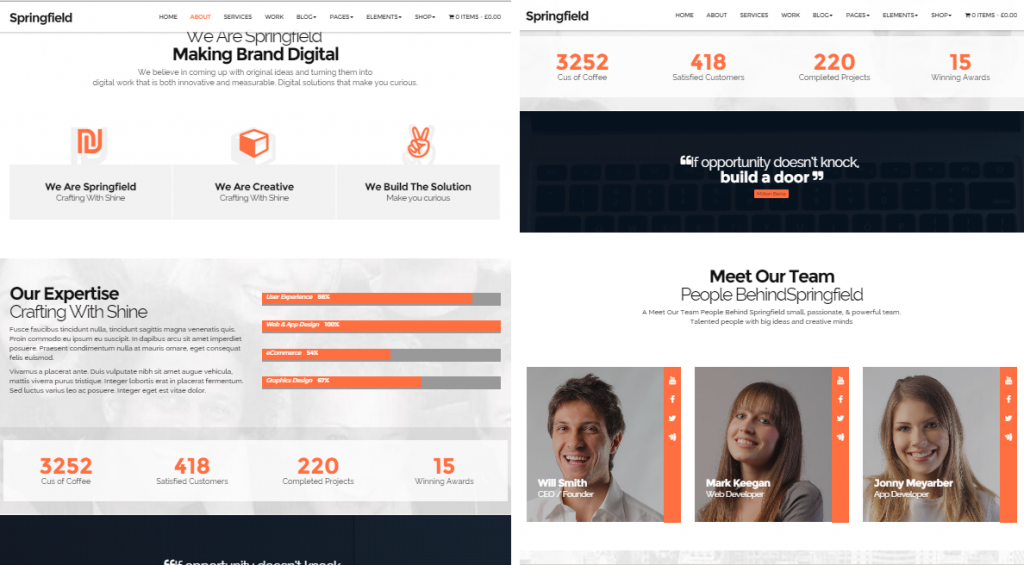 Springfield
HOME ABOUT SERVICES WORK BLOG PAGES ELEMENTS SHOP 0 ITEMS - £0.00
We Are Springfield
Making Brand Digital
We believe in coming up with original ideas and turning them into
digital work that is both innovative and measurable. Digital solutions that make you curious.
We Are Springfield
Crafting With Shine
We Are Creative
Crafting With Shine
We Build The Solution
Make you curious
Our Expertise
Crafting With Shine
Fusce faucibus tincidunt nulla, tincidunt sagitis magna venenatis quis.
Proin commodo eu ipsum eu suscipit. In dapibus arcu sit amet imperdiet
posuere. Praesent condimentum nulla at mauris ornare, eget consequat
felis euismod.
Vivamus a placerat ante. Duis vulputate nibh sit amet augue vehicula,
mattis viverra purus tristique. Integer lobortis erat in placerat fermentum.
Sed luctus varius leo ac posuere. Integer eget est vitae dolor.
User Experience 88%
Web & App Design 100%
eCommerce 54%
Graphics Design 67%
3252
Cus of Coffee
418
Satisfied Customers
220
Completed Projects
15
Winning Awards
“If opportunity doesn't knock,
Springfield
HOME ABOUT SERVICES WORK BLOG PAGES ELEMENTS SHOP 0 ITEMS - £0.00
3252
Cus of Coffee
418
Satisfied Customers
220
Completed Projects
15
Winning Awards
“If opportunity doesn't knock,
build a door”
Meet Our Team
People BehindSpringfield
A Meet Our Team People Behind Springfield small, passionate, & powerful team.
Talented people with big ideas and creative minds.
Will Smith
CEO / Founder
Mark Keegan
Web Developer
Jonny Meyarber
App Developer